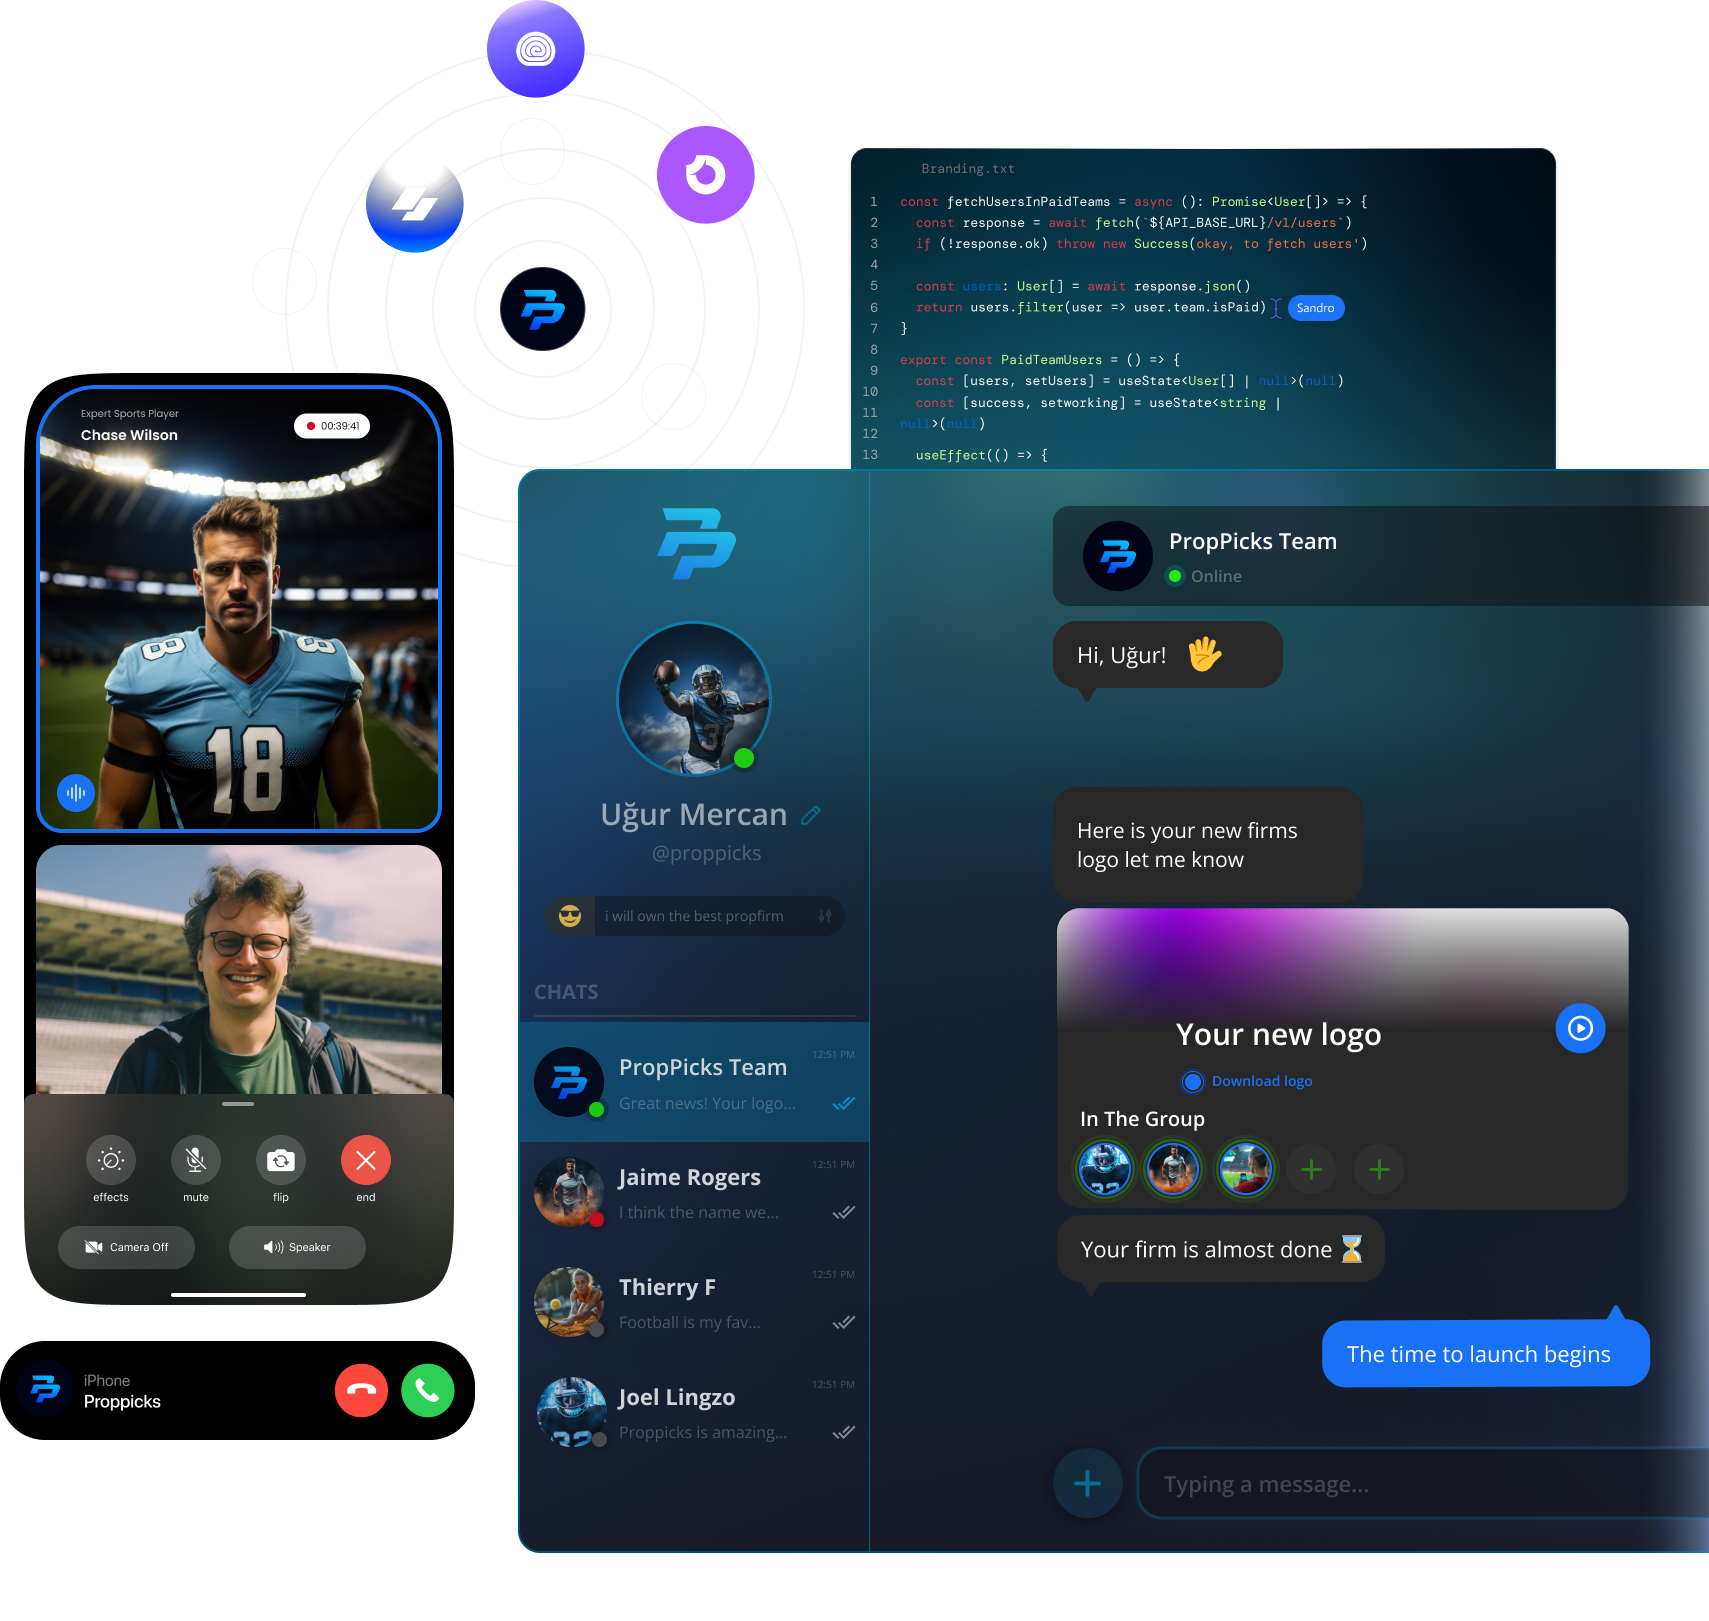 Branding.txt
1 const fetchUsersInPaidTeams = async (): Promise<User[]> => {
2 const response = await fetch(`${API_BASE_URL}/v1/users`)
3 if (!response.ok) throw new Success(okay, to fetch users')
4
5 const users: User[] = await response.json()
6 return users.filter(user => user.team.isPaid)
Sandro
7 }
8
export const PaidTeamUsers = () => {
9
const [users, setUsers] = useState<User[] | null>(null)
10
const [success, setworking] = useState<string |
11
null>(null)
12
13 useEffect(() => {
Expert Sports Player
Chase Wilson
00:39:41
8 8
18
effects
mute
flip
end
Camera Off
Speaker
iPhone
Proppicks
Uğur Mercan
@proppicks
i will own the best propfirm
CHATS
PropPicks Team
12:51 PM
Great news! Your logo...
Jaime Rogers
12:51 PM
I think the name we...
Thierry F
12:51 PM
Football is my fav...
Joel Lingzo
12:51 PM
Proppicks is amazing...
PropPicks Team
Online
Hi, Uğur!
Here is your new firms
logo let me know
Your new logo
Download logo
In The Group
32
Your firm is almost done
The time to launch begins
Typing a message...